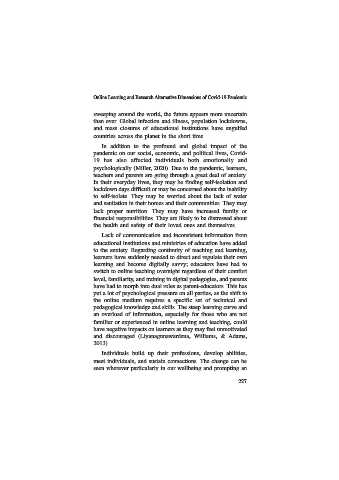 Online Learning and Research Alternative Dimensions of Covid-19 Pandemic
sweeping around the world, the future appears more uncertain
than ever. Global infection and illness, population lockdowns,
and mass closures of educational institutions have engulfed
countries across the planet in the short time.
In addition to the profound and global impact of the
pandemic on our social, economic, and political lives, Covid-
19 has also affected individuals both emotionally and
psychologically (Miller, 2020). Due to the pandemic, learners,
teachers and parents are going through a great deal of anxiety.
In their everyday lives, they may be finding self-isolation and
lockdown days difficult or may be concerned about the inability
to self-isolate. They may be worried about the lack of water
and sanitation in their homes and their communities. They may
lack proper nutrition. They may have increased family or
financial responsibilities. They are likely to be distressed about
the health and safety of their loved ones and themselves.
Lack of communication and inconsistent information from
educational institutions and ministries of education have added
to the anxiety. Regarding continuity of teaching and learning,
learners have suddenly needed to direct and regulate their own
learning and become digitally savvy; educators have had to
switch to online teaching overnight regardless of their comfort
level, familiarity, and training in digital pedagogies, and parents
have had to morph into dual roles as parent-educators. This has
put a lot of psychological pressure on all parties, as the shift to
the online medium requires a specific set of technical and
pedagogical knowledge and skills. The steep learning curve and
an overload of information, especially for those who are not
familiar or experienced in online learning and teaching, could
have negative impacts on learners as they may feel unmotivated
and discouraged (Liyanagunawardena, Williams, & Adams,
2013).
Individuals build up their professions, develop abilities,
meet individuals, and sustain connections. The change can be
seen wherever particularly in our wellbeing and prompting an
227